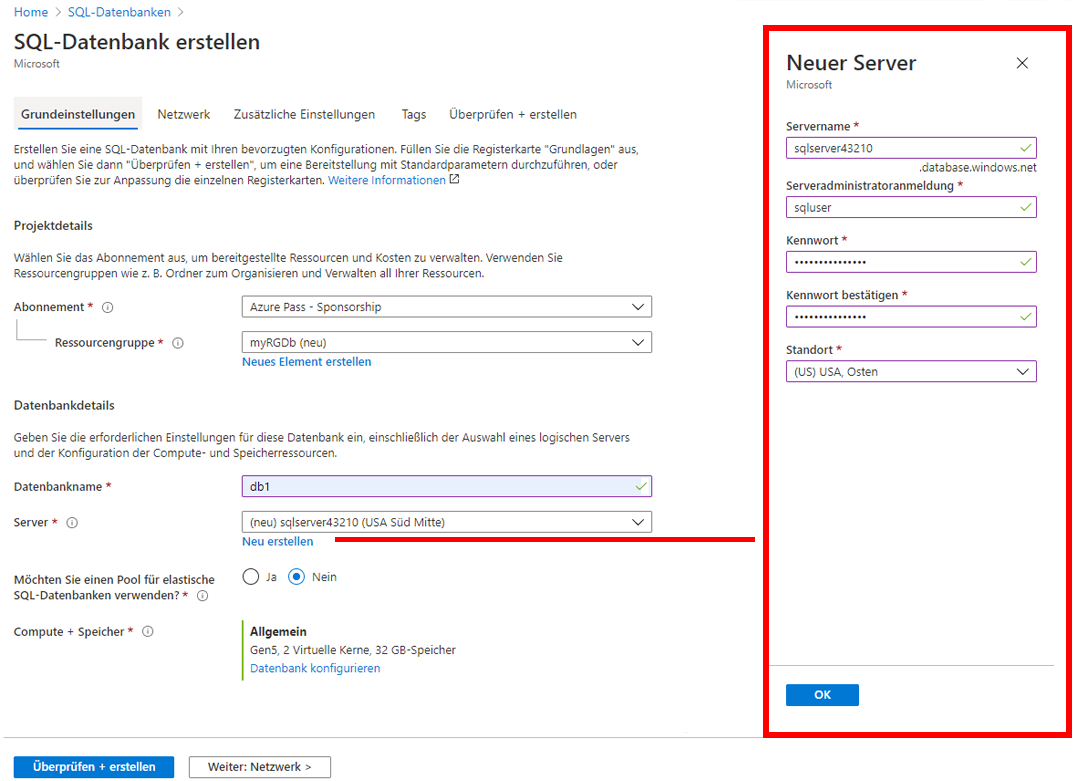 Home > SQL-Datenbanken >
SQL-Datenbank erstellen
Microsoft
Grundeinstellungen Netzwerk Zusätzliche Einstellungen Tags Überprüfen + erstellen
Erstellen Sie eine SQL-Datenbank mit Ihren bevorzugten Konfigurationen. Füllen Sie die Registerkarte "Grundlagen" aus,
und wählen Sie dann "Überprüfen + erstellen", um eine Bereitstellung mit Standardparametern durchzuführen, oder
überprüfen Sie zur Anpassung die einzelnen Registerkarten. Weitere Informationen
Projektdetails
Wählen Sie das Abonnement aus, um bereitgestellte Ressourcen und Kosten zu verwalten. Verwenden Sie
Ressourcengruppen wie z. B. Ordner zum Organisieren und Verwalten all Ihrer Ressourcen.
Abonnement *
Azure Pass - Sponsorship
Ressourcengruppe *
myRGDb (neu)
Neues Element erstellen
Datenbankdetails
Geben Sie die erforderlichen Einstellungen für diese Datenbank ein, einschließlich der Auswahl eines logischen Servers
und der Konfiguration der Compute- und Speicherressourcen.
Datenbankname *
db1
Server *
(neu) sqlserver43210 (USA Süd Mitte)
Neu erstellen
Möchten Sie einen Pool für elastische
SQL-Datenbanken verwenden? *
Ja Nein
Compute + Speicher *
Allgemein
Gen5, 2 Virtuelle Kerne, 32 GB-Speicher
Datenbank konfigurieren
Überprüfen + erstellen
Weiter: Netzwerk >
Neuer Server
Microsoft
Servername *
sqlserver43210
.database.windows.net
Serveradministratoranmeldung *
sqluser
Kennwort *
•••••••••••••••
Kennwort bestätigen *
•••••••••••••••
Standort *
(US) USA, Osten
OK